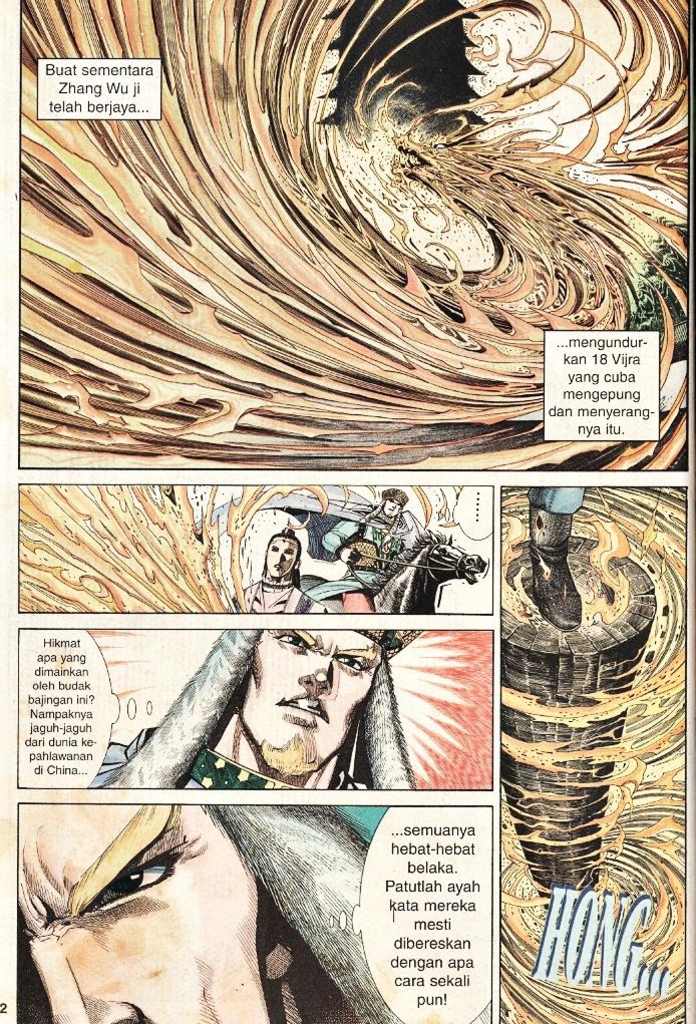 Buat sementara
Zhang Wu ji
telah berjaya...
...mengundur-
kan 18 Vijra
yang cuba
mengepung
dan menyerang-
nya itu.
......
Hikmat
apa yang
dimainkan
oleh budak
bajingan ini?
Nampaknya
jaguh-jaguh
dari dunia ke-
pahlawanan
di China...
...semuanya
hebat-hebat
belaka.
Patutlah ayah
kata mereka
mesti
dibereskan
dengan apa
cara sekali
pun!
HONG...
2